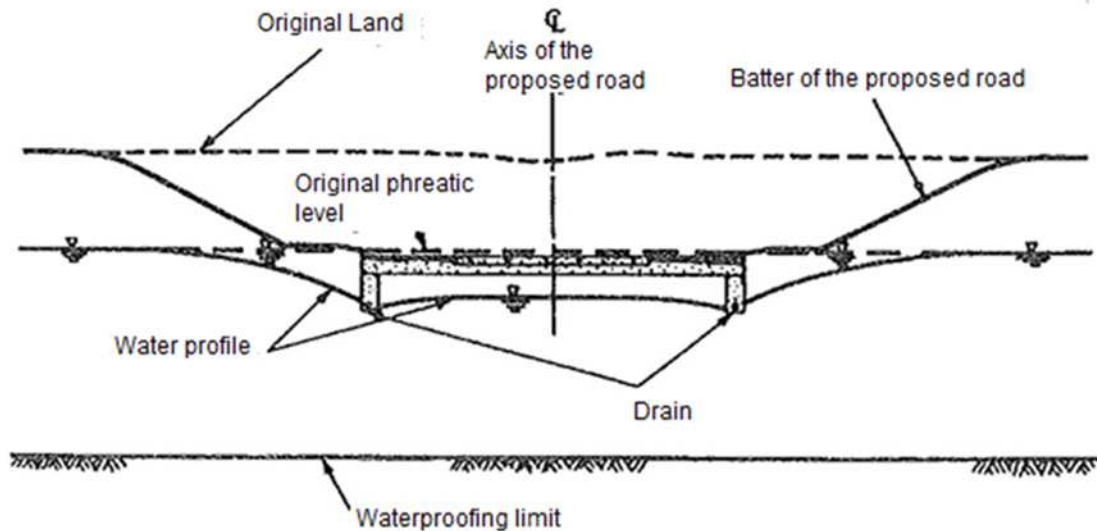 Original Land
℄
Axis of the
proposed road
Batter of the proposed road
Original phreatic
level
Water profile
Drain
Waterproofing limit